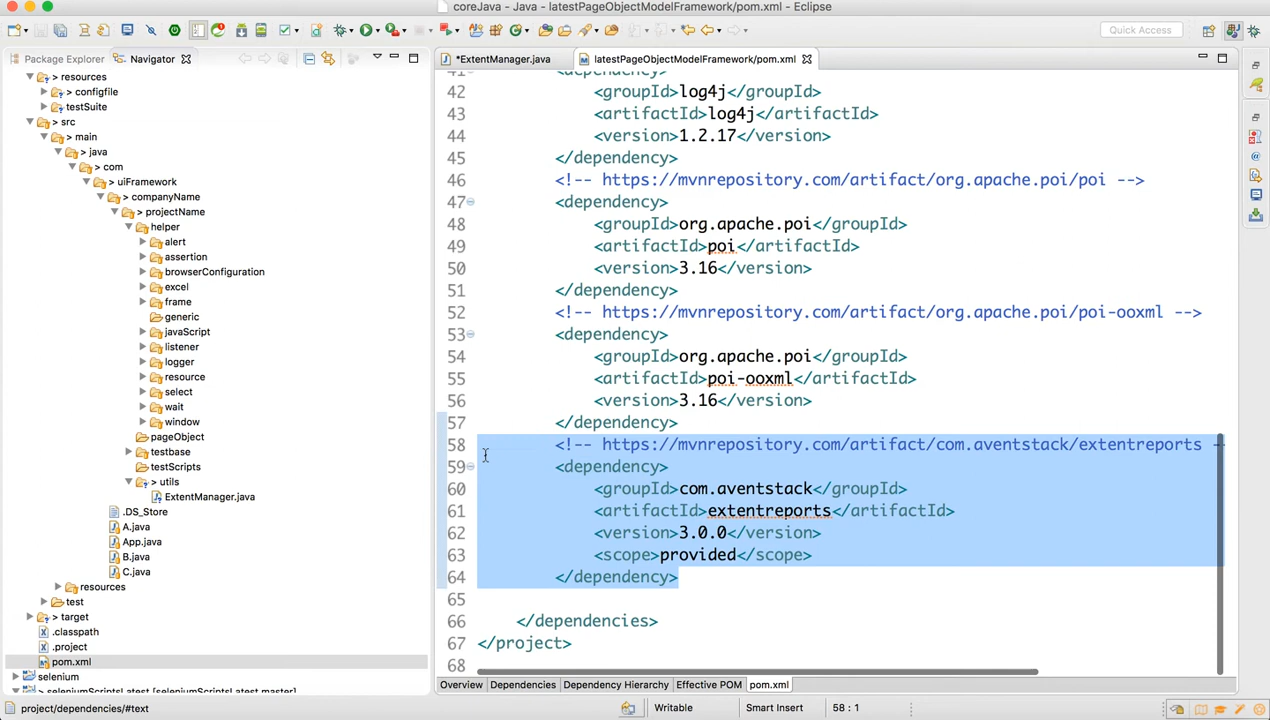 coreJava - Java - latestPageObjectModelFramework/pom.xml - Eclipse
Quick Access
Package Explorer
Navigator
*ExtentManager.java
latestPageObjectModelFramework/pom.xml
> resources
> configfile
> testSuite
> src
> main
> java
> com
> uiFramework
> companyName
> projectName
helper
alert
> assertion
browserConfiguration
excel
> frame
generic
> javaScript
listener
> logger
> resource
> select
> wait
> window
pageObject
> testbase
testScripts
> utils
ExtentManager.java
.DS_Store
A.java
App.java
B.java
C.java
resources
> test
> target
.classpath
.project
pom.xml
selenium
> seleniumScriptsLatest [seleniumScriptsLatest master]
41 <dependency>
42 <groupId>log4j</groupId>
43 <artifactId>log4j</artifactId>
44 <version>1.2.17</version>
45 </dependency>
46 <!-- https://mvnrepository.com/artifact/org.apache.poi/poi -->
47 <dependency>
48 <groupId>org.apache.poi</groupId>
49 <artifactId>poi</artifactId>
50 <version>3.16</version>
51 </dependency>
52 <!-- https://mvnrepository.com/artifact/org.apache.poi/poi-ooxml -->
53 <dependency>
54 <groupId>org.apache.poi</groupId>
55 <artifactId>poi-ooxml</artifactId>
56 <version>3.16</version>
57 </dependency>
58 <!-- https://mvnrepository.com/artifact/com.aventstack/extentreports -
59 <dependency>
60 <groupId>com.aventstack</groupId>
61 <artifactId>extentreports</artifactId>
62 <version>3.0.0</version>
63 <scope>provided</scope>
64 </dependency>
65
66 </dependencies>
67 </project>
68
Overview Dependencies Dependency Hierarchy Effective POM pom.xml
project/dependencies/#text
Writable
Smart Insert
58 : 1